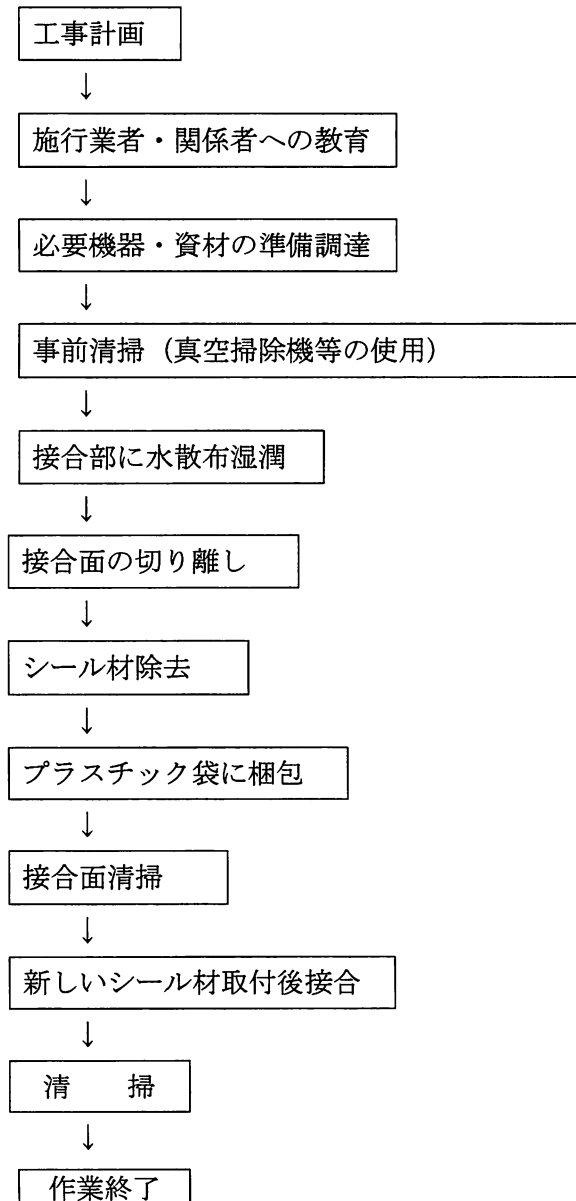 工事計画
↓
施行業者・関係者への教育
↓
必要機器・資材の準備調達
↓
事前清掃（真空掃除機等の使用）
↓
接合部に水散布湿潤
↓
接合面の切り離し
↓
シール材除去
↓
プラスチック袋に梱包
↓
接合面清掃
↓
新しいシール材取付後接合
↓
清　　掃
↓
作業終了